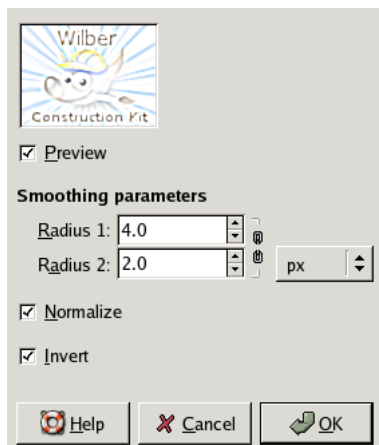 Wilber
Construction Kit
Preview
Smoothing parameters
Radius 1: 4.0
Radius 2: 2.0
px
Normalize
Invert
Help Cancel OK